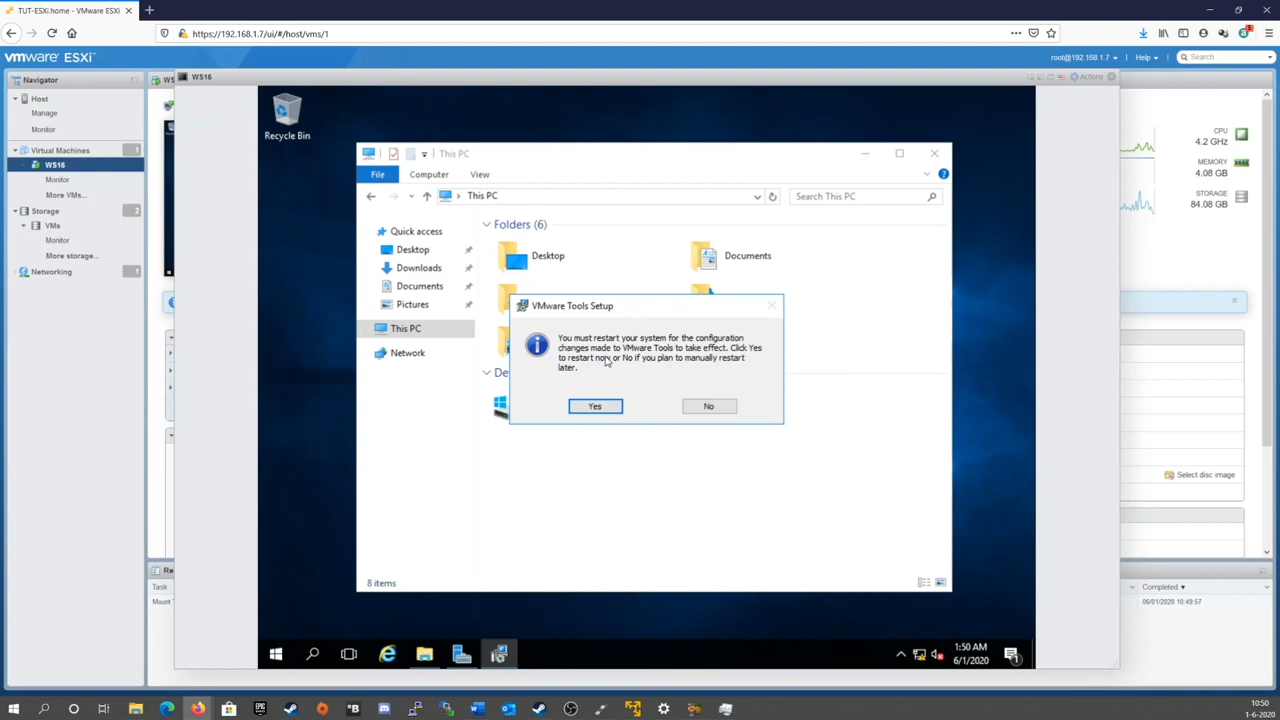 TUT-ESXi.home - VMware ESXi
https://192.168.1.7/ui/#/host/vms/1
vmware ESXi
root@192.168.1.7
Help
Search
Navigator
Host
Manage
Monitor
Virtual Machines
1
WS16
Monitor
More VMs...
Storage
2
VMs
Monitor
More storage...
Networking
1
WS16
Actions
Recycle Bin
This PC
File
Computer
View
This PC
Search This PC
Quick access
Desktop
Downloads
Documents
Pictures
This PC
Network
Folders (6)
Desktop
Documents
VMware Tools Setup
You must restart your system for the configuration
changes made to VMware Tools to take effect. Click Yes
to restart now or No if you plan to manually restart
later.
Yes
No
8 items
1:50 AM
6/1/2020
CPU
4.2 GHz
MEMORY
4.08 GB
STORAGE
84.08 GB
Select disc image
Task
Completed
06/01/2020 10:49:57
10:50
1-6-2020